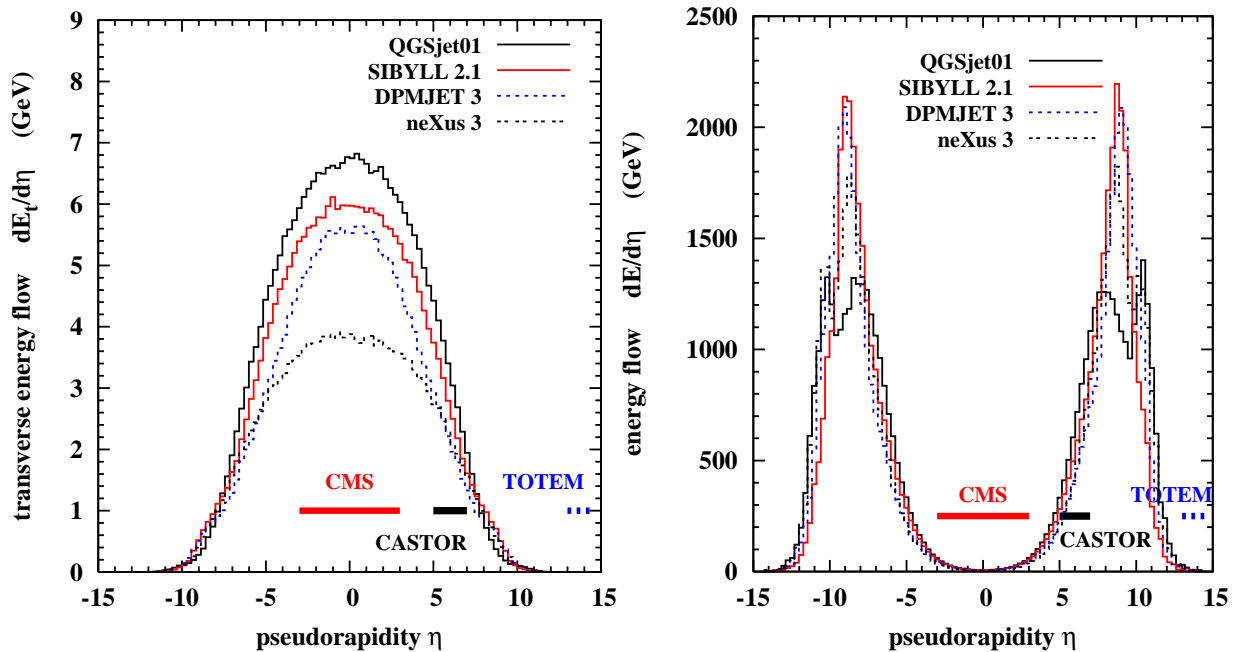 transverse energy flow dE_t/dη (GeV)
9
8
7
6
5
4
3
2
1
0
-15
-10
-5
0
5
10
15
pseudorapidity η
QGSjet01
SIBYLL 2.1
DPMJET 3
neXus 3
CMS
TOTEM
CASTOR
energy flow dE/dη (GeV)
2500
2000
1500
1000
500
0
-15
-10
-5
0
5
10
15
pseudorapidity η
QGSjet01
SIBYLL 2.1
DPMJET 3
neXus 3
CMS
TOTEM
CASTOR